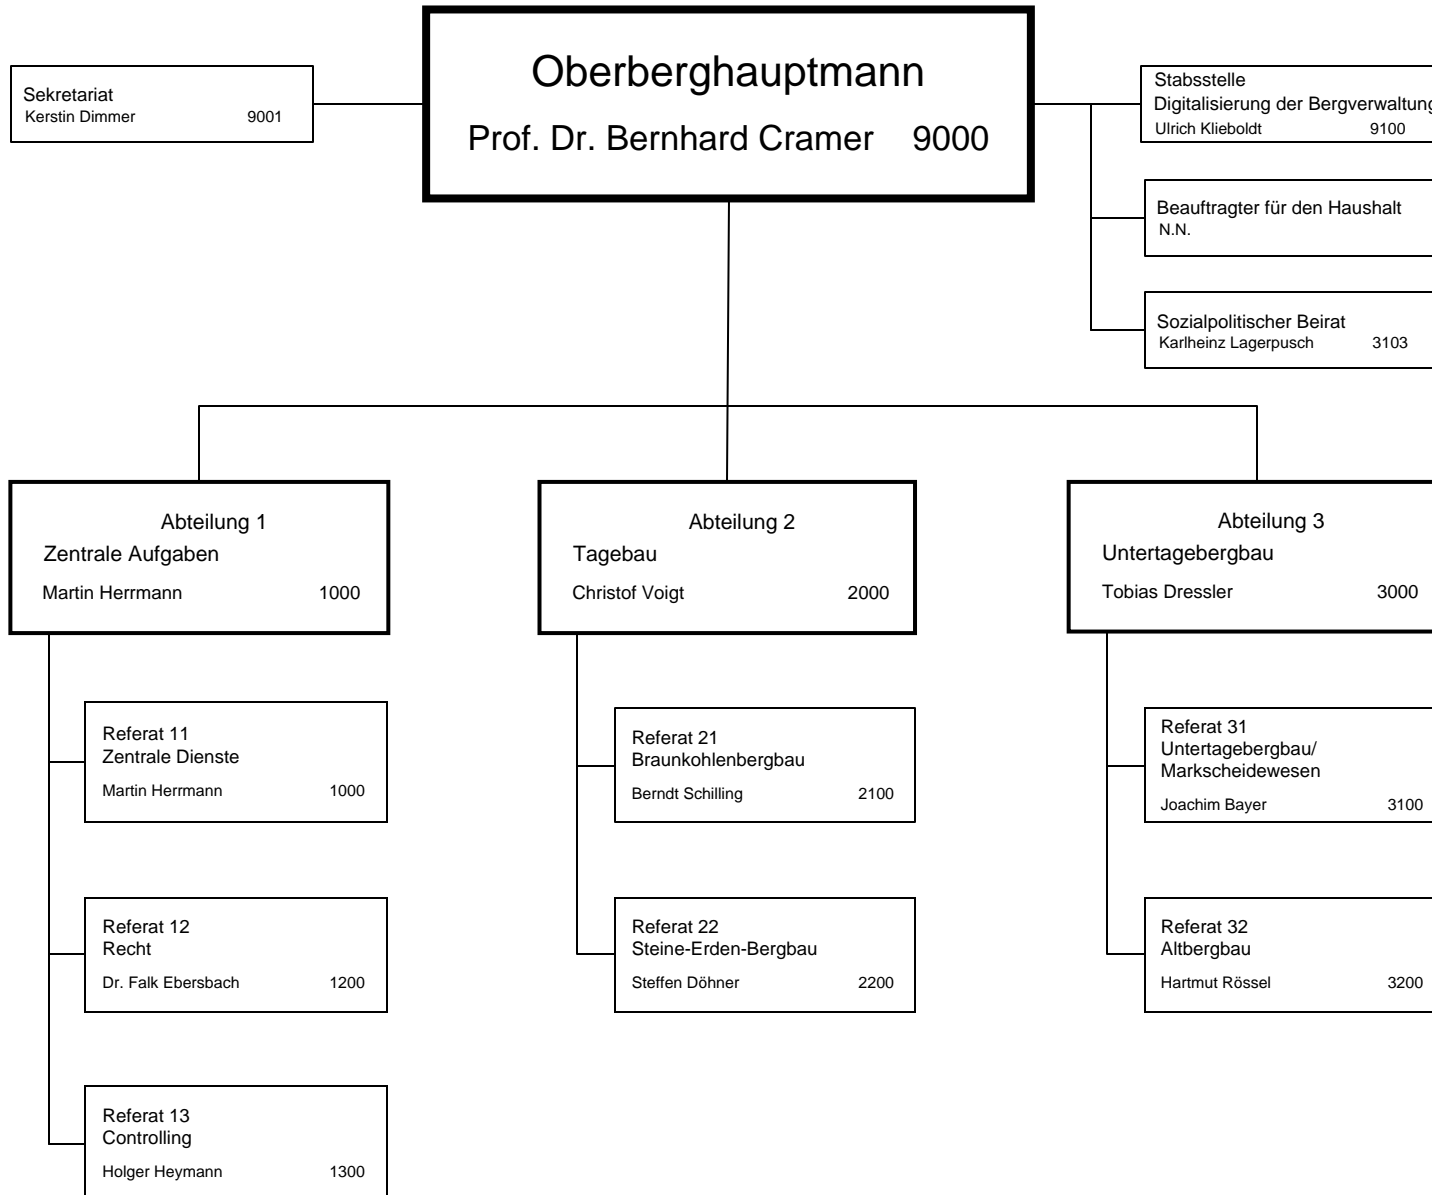 Oberberghauptmann
Prof. Dr. Bernhard Cramer 9000
Sekretariat
Kerstin Dimmer 9001
Stabsstelle
Digitalisierung der Bergverwaltung
Ulrich Klieboldt 9100
Beauftragter für den Haushalt
N.N.
Sozialpolitischer Beirat
Karlheinz Lagerpusch 3103
Abteilung 1
Zentrale Aufgaben
Martin Herrmann 1000
Referat 11
Zentrale Dienste
Martin Herrmann 1000
Referat 12
Recht
Dr. Falk Ebersbach 1200
Referat 13
Controlling
Holger Heymann 1300
Abteilung 2
Tagebau
Christof Voigt 2000
Referat 21
Braunkohlenbergbau
Berndt Schilling 2100
Referat 22
Steine-Erden-Bergbau
Steffen Döhner 2200
Abteilung 3
Untertagebergbau
Tobias Dressler 3000
Referat 31
Untertagebergbau/
Markscheidewesen
Joachim Bayer 3100
Referat 32
Altbergbau
Hartmut Rössel 3200